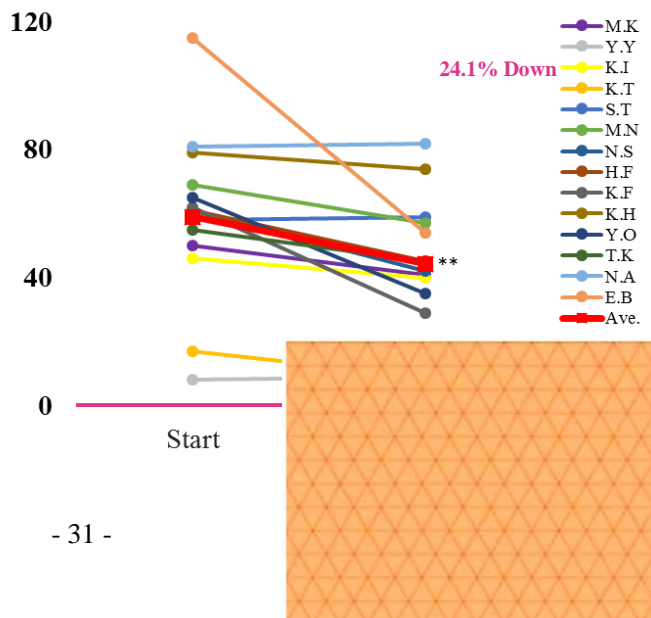 120
80
40
0
24.1% Down
**
M.K
Y.Y
K.I
K.T
S.T
M.N
N.S
H.F
K.F
K.H
Y.O
T.K
N.A
E.B
Ave.
Start
- 31 -